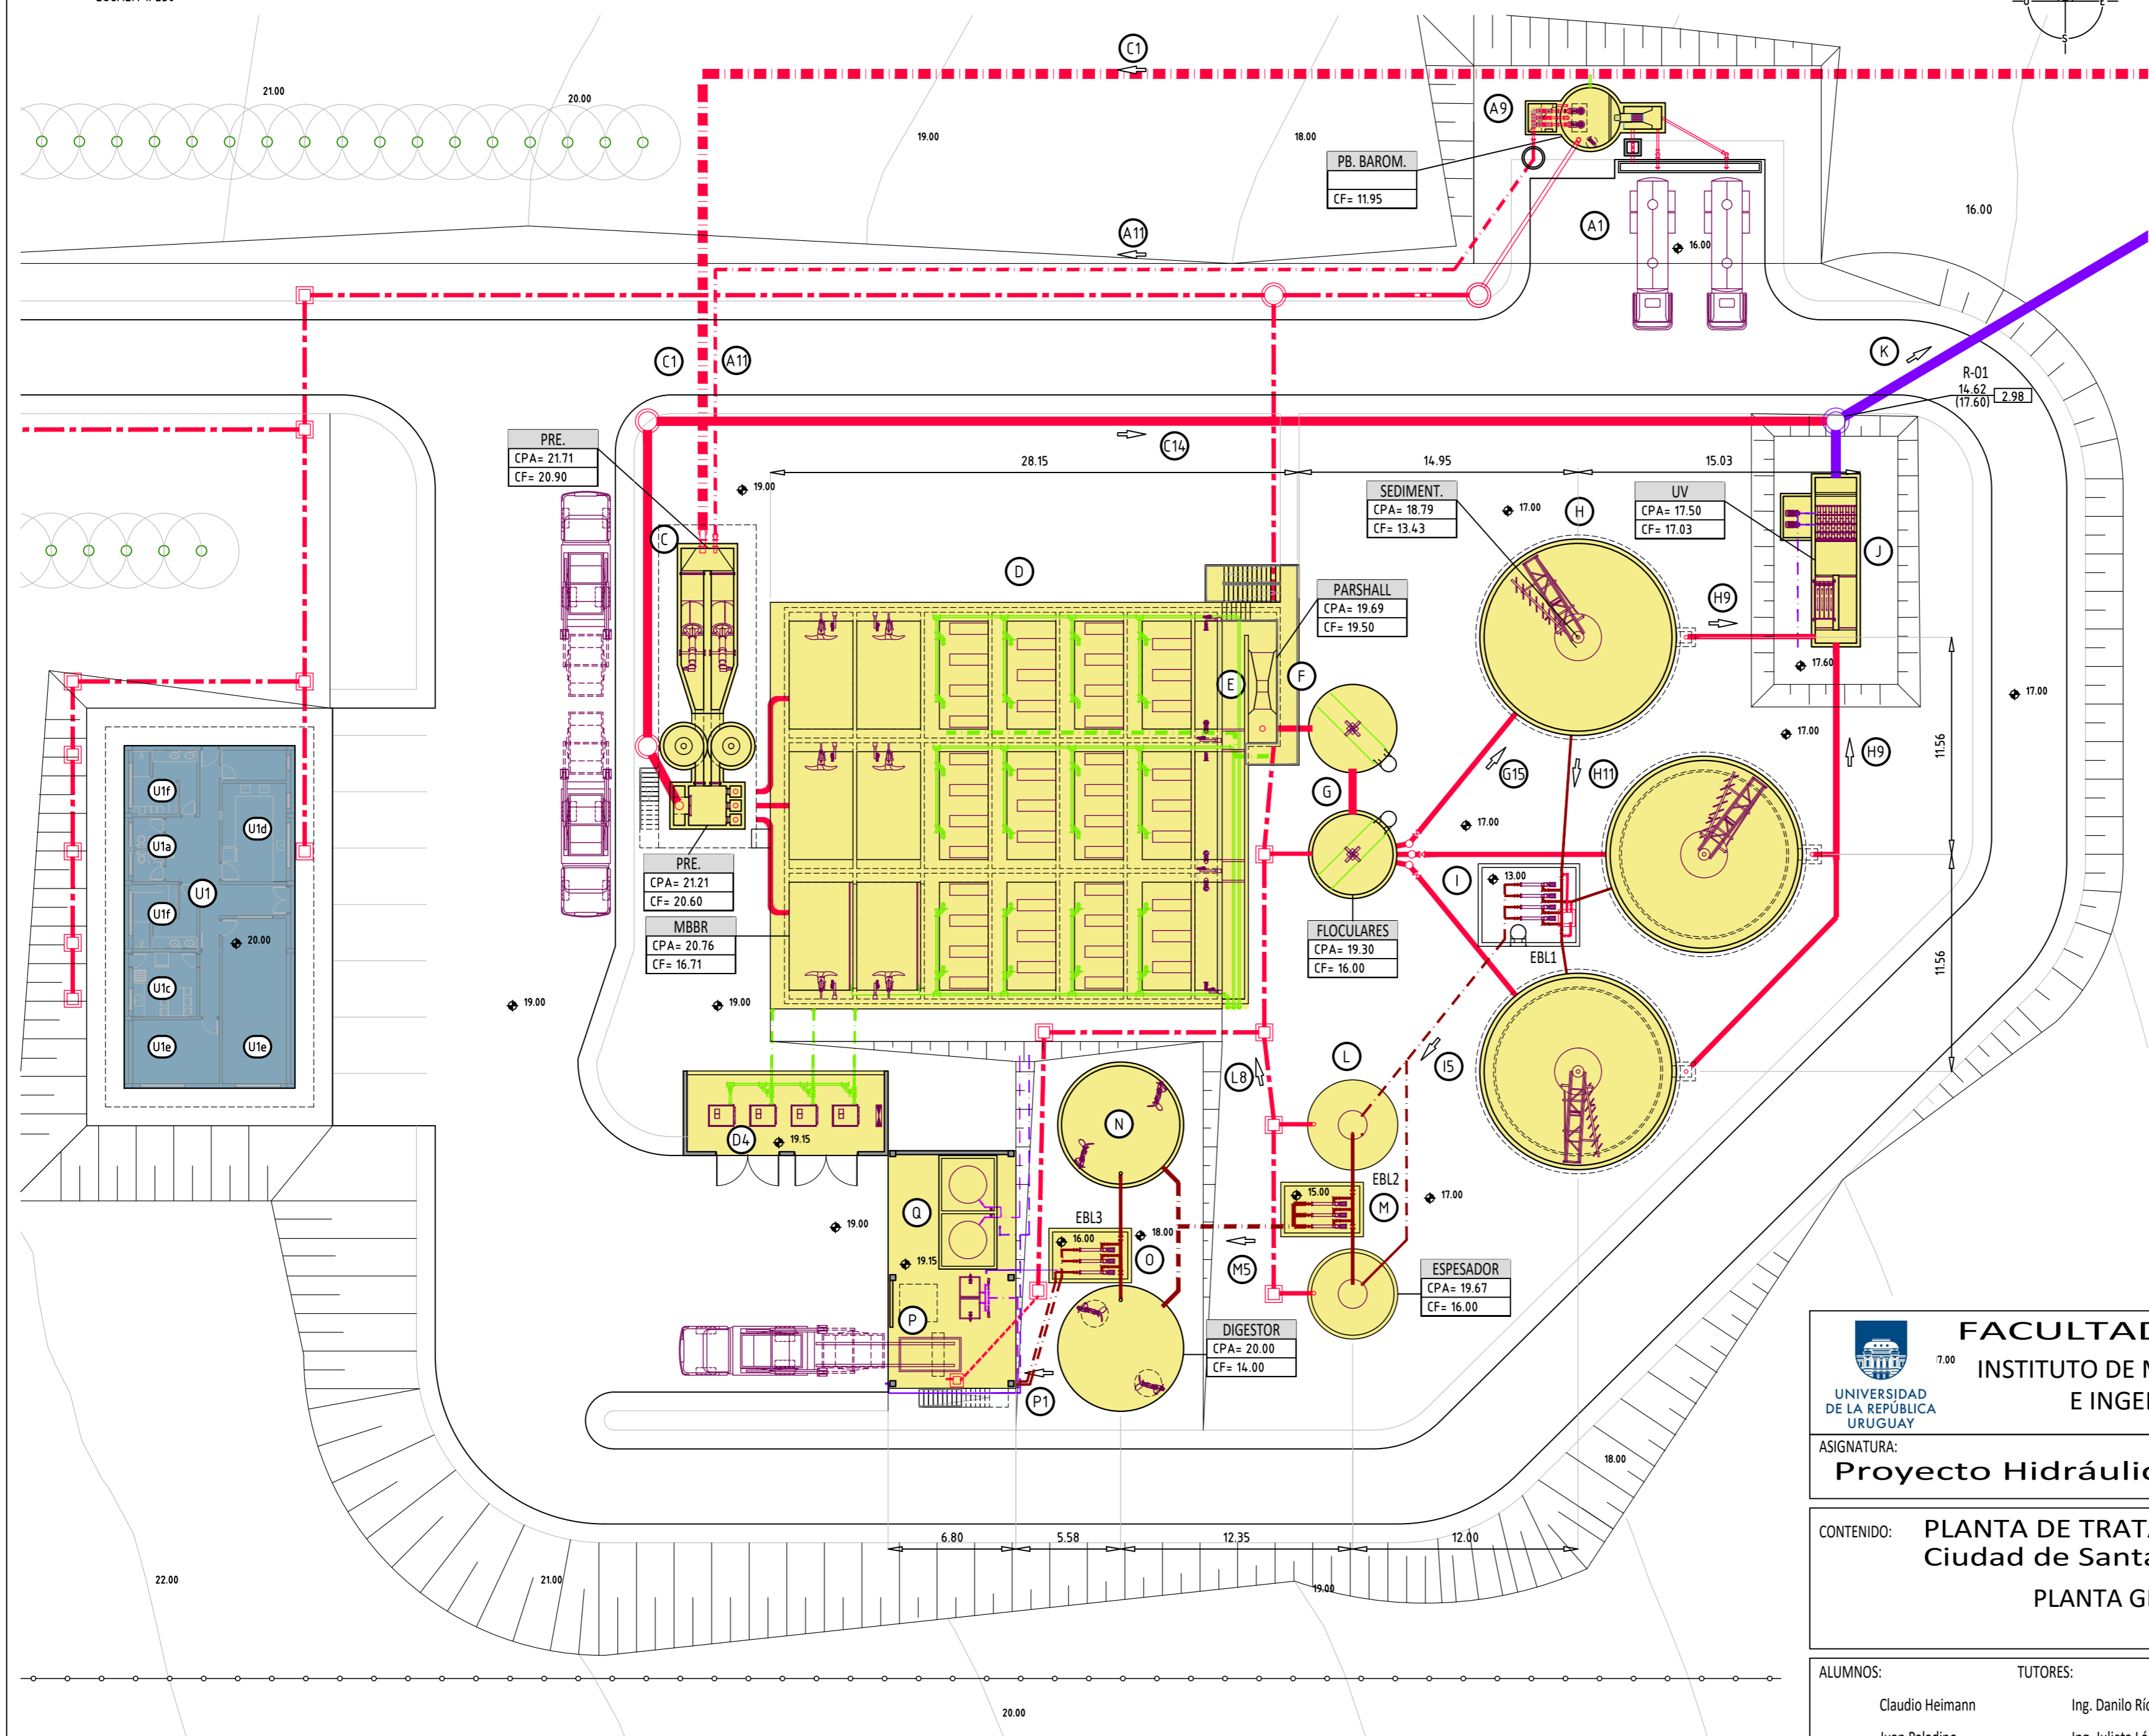 C1
S
E
21.00
20.00
19.00
18.00
A9
PB. BAROM.
CF= 11.95
A1
16.00
16.00
A11
C1
A11
K
R-01
14.62
(17.60)
2.98
C14
PRE.
CPA= 21.71
CF= 20.90
28.15
14.95
15.03
19.00
SEDIMENT.
CPA= 18.79
CF= 13.43
17.00
H
UV
CPA= 17.50
CF= 17.03
C
D
J
PARSHALL
CPA= 19.69
CF= 19.50
H9
17.60
E
F
17.00
17.00
11.56
H9
G15
H11
G
17.00
U1f
U1d
U1a
U1
U1f
20.00
U1c
U1e
U1e
PRE.
CPA= 21.21
CF= 20.60
I
13.00
EBL1
MBBR
CPA= 20.76
CF= 16.71
FLOCULARES
CPA= 19.30
CF= 16.00
11.56
19.00
19.00
L
I5
L8
N
D4
19.15
EBL2
15.00
M
17.00
Q
19.00
EBL3
16.00
18.00
O
19.15
M5
ESPESADOR
CPA= 19.67
CF= 16.00
P
DIGESTOR
CPA= 20.00
CF= 14.00
P1
18.00
6.80
5.58
12.35
12.00
22.00
21.00
19.00
20.00
UNIVERSIDAD
DE LA REPÚBLICA
URUGUAY
FACULTAD
7.00
INSTITUTO DE
E INGE
ASIGNATURA:
Proyecto Hidráulic
CONTENIDO:
PLANTA DE TRAT
Ciudad de Santa
PLANTA G
ALUMNOS:
TUTORES:
Claudio Heimann
Ing. Danilo Río